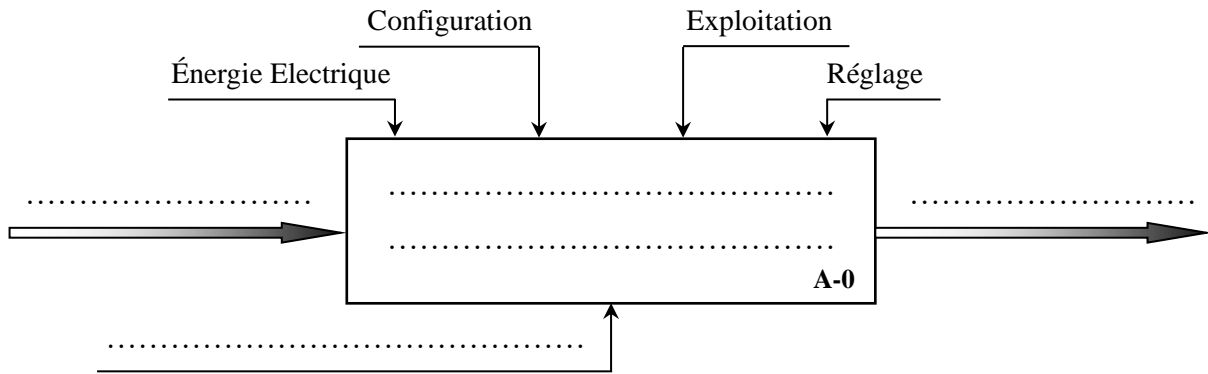 Configuration
Exploitation
Énergie Electrique
Réglage
................................................
............................
............................
................................................
A-0
....................................................